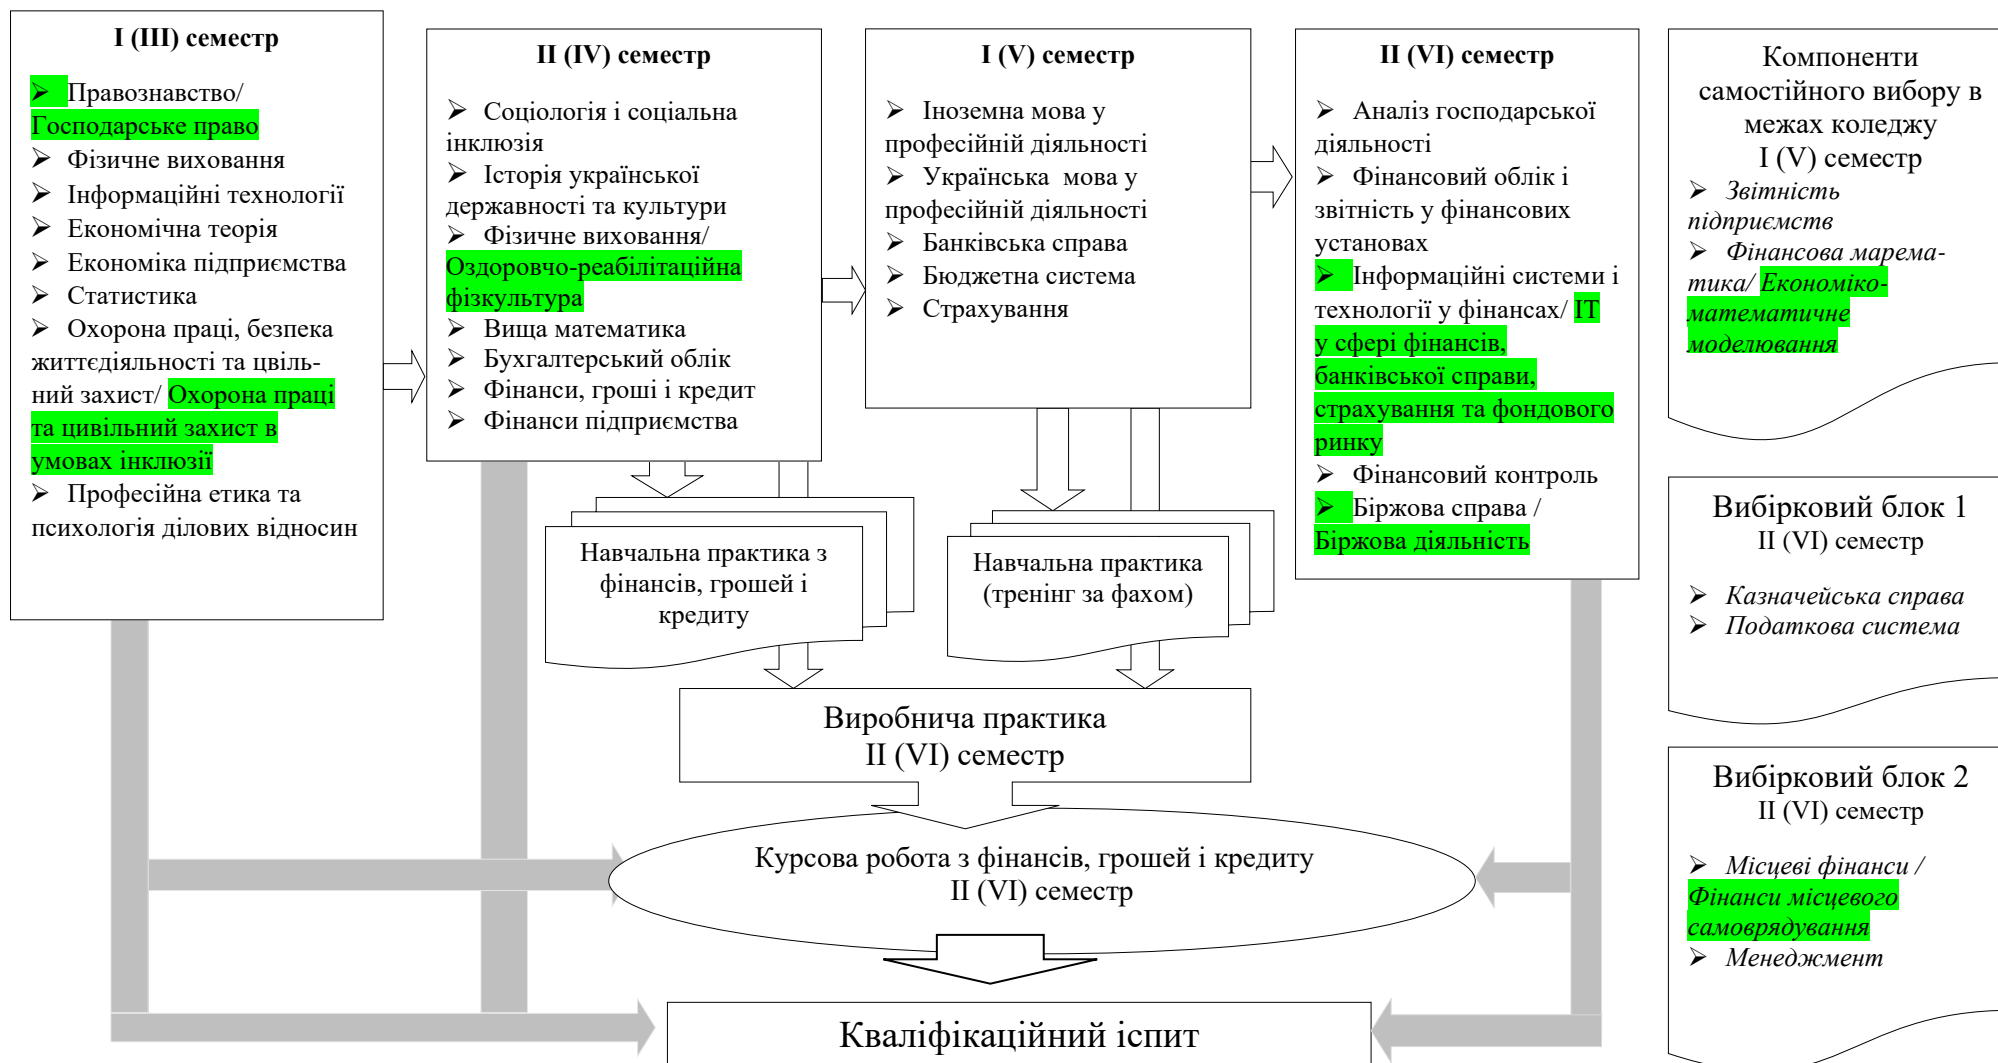 I (III) семестр
➢ Правознавство/
Господарське право
➢ Фізичне виховання
➢ Інформаційні технології
➢ Економічна теорія
➢ Економіка підприємства
➢ Статистика
➢ Охорона праці, безпека
життєдіяльності та цвіль-
ний захист/ Охорона праці
та цивільний захист в
умовах інклюзії
➢ Професійна етика та
психологія ділових відносин
II (IV) семестр
➢ Соціологія і соціальна
інклюзія
➢ Історія української
державності та культури
➢ Фізичне виховання/
Оздоровчо-реабілітаційна
фізкультура
➢ Вища математика
➢ Бухгалтерський облік
➢ Фінанси, гроші і кредит
➢ Фінанси підприємства
I (V) семестр
➢ Іноземна мова у
професійній діяльності
➢ Українська мова у
професійній діяльності
➢ Банківська справа
➢ Бюджетна система
➢ Страхування
II (VI) семестр
➢ Аналіз господарської
діяльності
➢ Фінансовий облік і
звітність у фінансових
установах
➢ Інформаційні системи і
технології у фінансах/ ІТ
у сфері фінансів,
банківської справи,
страхування та фондового
ринку
➢ Фінансовий контроль
➢ Біржова справа /
Біржова діяльність
Компоненти
самостійного вибору в
межах коледжу
I (V) семестр
➢ Звітність
підприємств
➢ Фінансова марема-
тика/ Економіко-
математичне
моделювання
Вибірковий блок 1
II (VI) семестр
➢ Казначейська справа
➢ Податкова система
Вибірковий блок 2
II (VI) семестр
➢ Місцеві фінанси /
Фінанси місцевого
самоврядування
➢ Менеджмент
Навчальна практика з
фінансів, грошей і
кредиту
Навчальна практика
(тренінг за фахом)
Виробнича практика
II (VI) семестр
Курсова робота з фінансів, грошей і кредиту
II (VI) семестр
Кваліфікаційний іспит